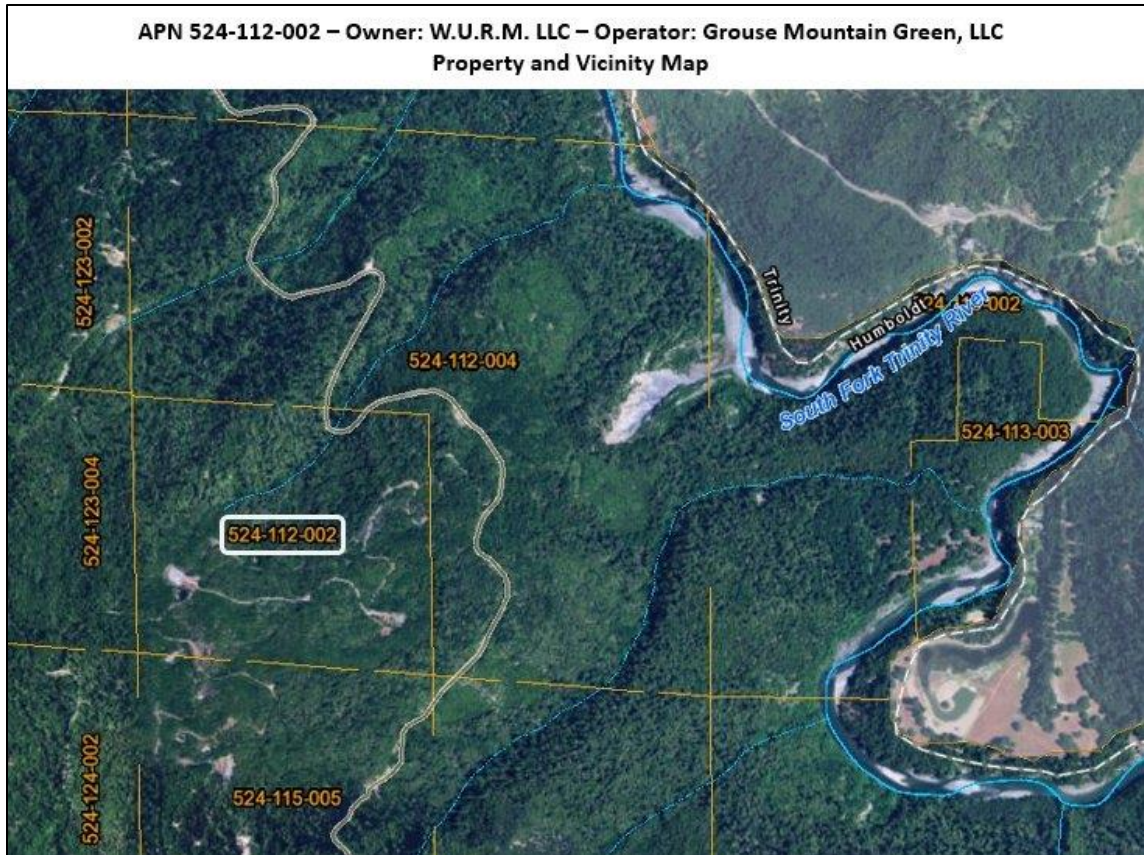 APN 524-112-002 – Owner: W.U.R.M. LLC – Operator: Grouse Mountain Green, LLC
Property and Vicinity Map
524-123-002
Trinity
Humboldt
South Fork Trinity River
524-112-004
524-113-003
524-123-004
524-112-002
524-124-002
524-115-005